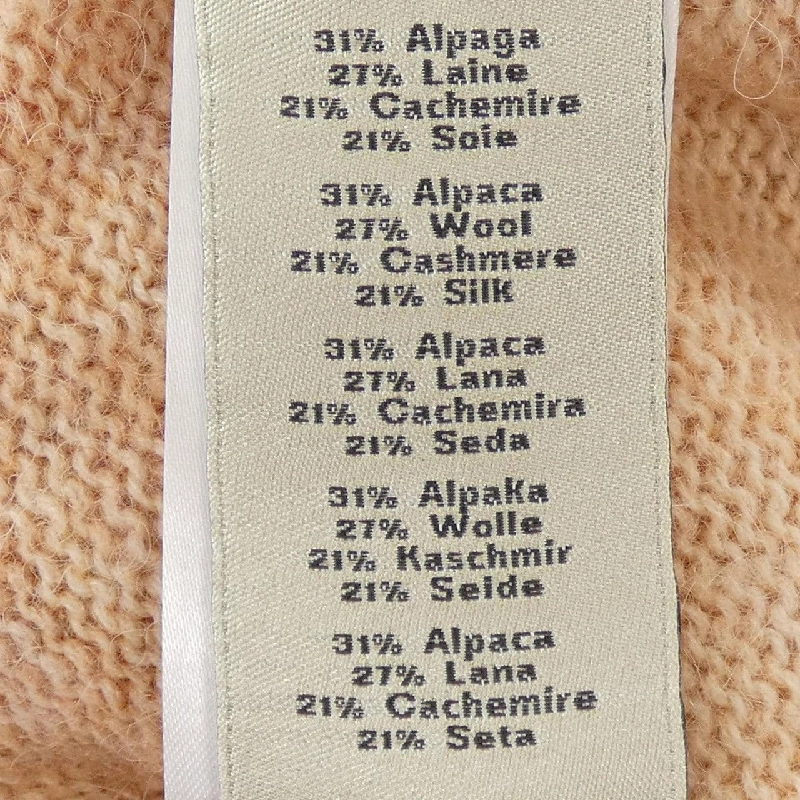 31% Alpaga
27% Laine
21% Cachemire
21% Soie
31% Alpaca
27% Wool
21% Cashmere
21% Silk
31% Alpaca
27% Lana
21% Cachemira
21% Seda
31% Alpaka
27% Wolle
21% Kaschmir
21% Seide
31% Alpaca
27% Lana
21% Cachemire
21% Seta